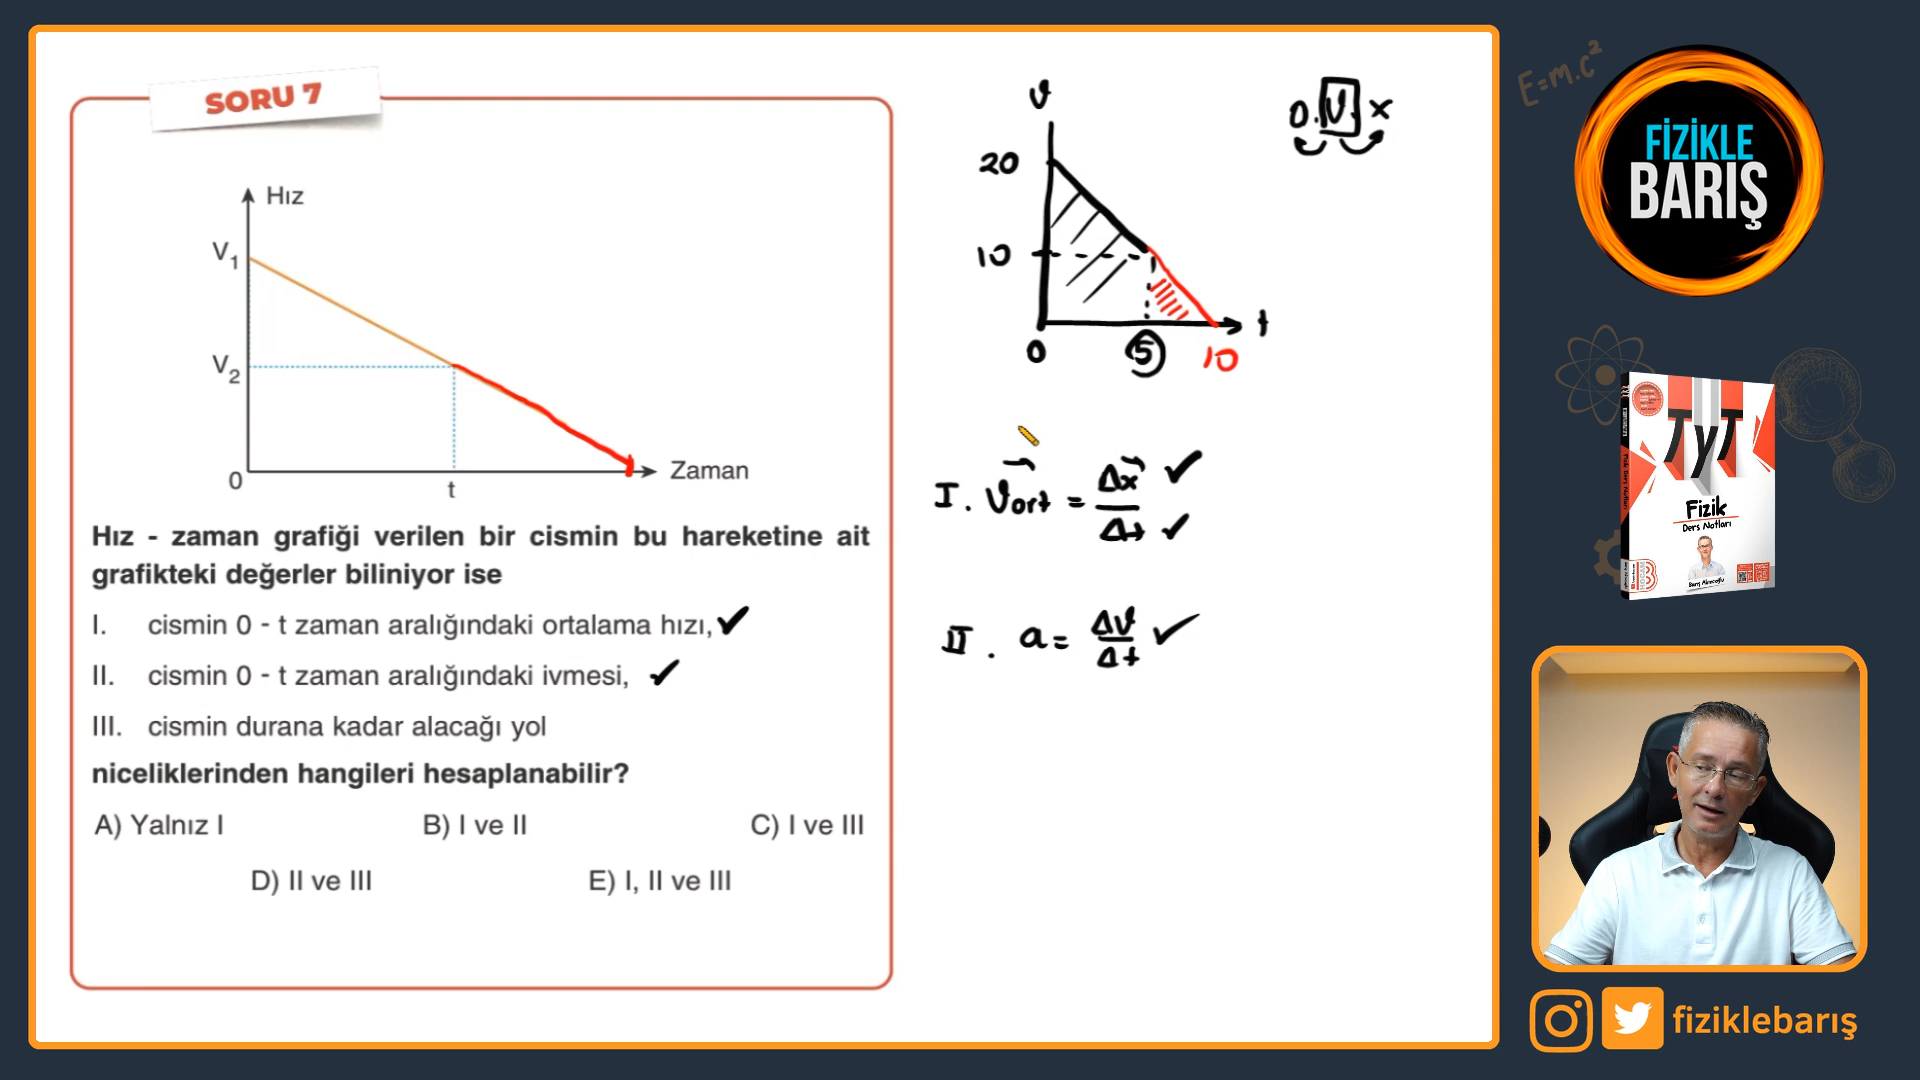 SORU 7
Hız
V1
V2
0
t
Zaman
Hız - zaman grafiği verilen bir cismin bu hareketine ait
grafikteki değerler biliniyor ise
I. cismin 0 - t zaman aralığındaki ortalama hızı, ✓
II. cismin 0 - t zaman aralığındaki ivmesi, ✓
III. cismin durana kadar alacağı yol
niceliklerinden hangileri hesaplanabilir?
A) Yalnız I B) I ve II C) I ve III
D) II ve III E) I, II ve III
v
20
10
0 5 10
t
0.V.x
I. Vort = Δx ✓
Δt ✓
II. a = Δv ✓
Δt
E=m.c²
FİZİKLE
BARIŞ
TYT
Fizik
Ders Notları
fiziklebarış